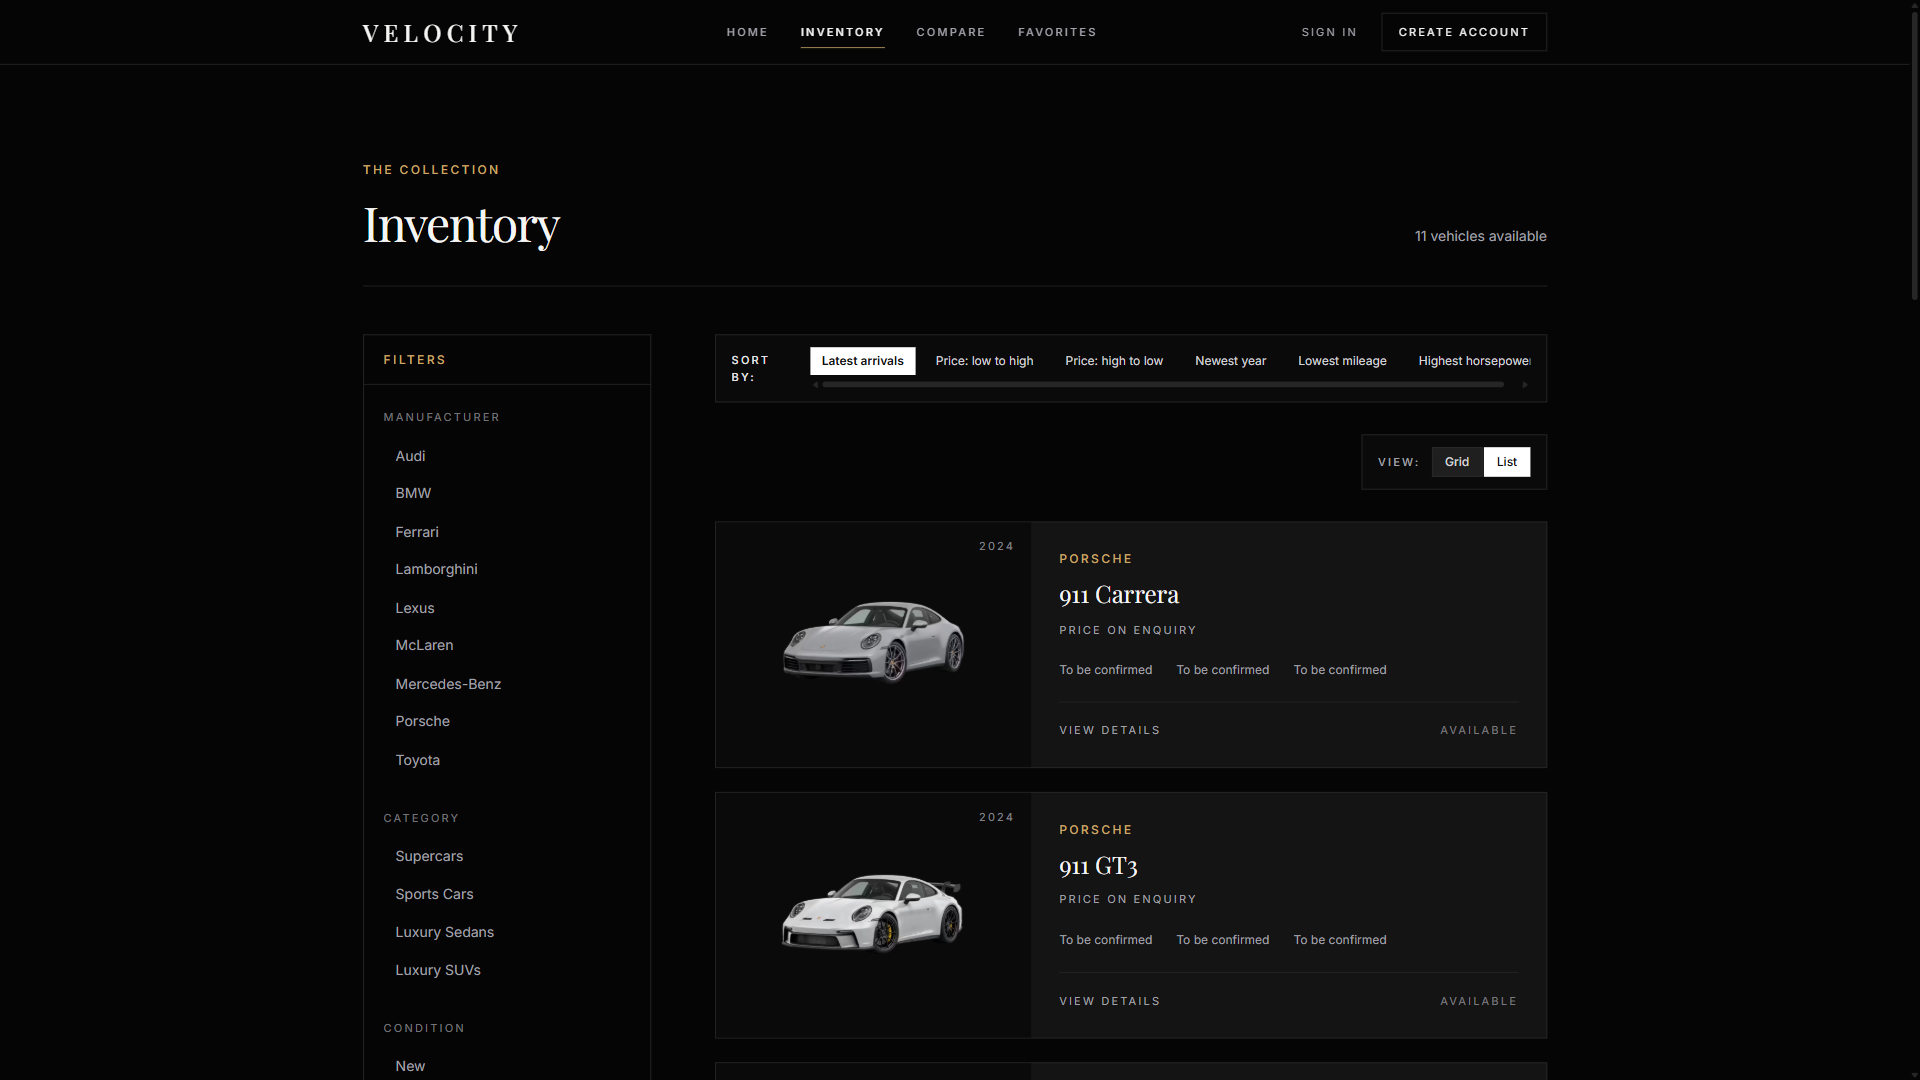 VELOCITY
HOME INVENTORY COMPARE FAVORITES
SIGN IN CREATE ACCOUNT
THE COLLECTION
Inventory
11 vehicles available
FILTERS
MANUFACTURER
Audi
BMW
Ferrari
Lamborghini
Lexus
McLaren
Mercedes-Benz
Porsche
Toyota
CATEGORY
Supercars
Sports Cars
Luxury Sedans
Luxury SUVs
CONDITION
New
SORT
BY:
Latest arrivals Price: low to high Price: high to low Newest year Lowest mileage Highest horsepower
VIEW: Grid List
2024
PORSCHE
911 Carrera
PRICE ON ENQUIRY
To be confirmed To be confirmed To be confirmed
VIEW DETAILS AVAILABLE
2024
PORSCHE
911 GT3
PRICE ON ENQUIRY
To be confirmed To be confirmed To be confirmed
VIEW DETAILS AVAILABLE